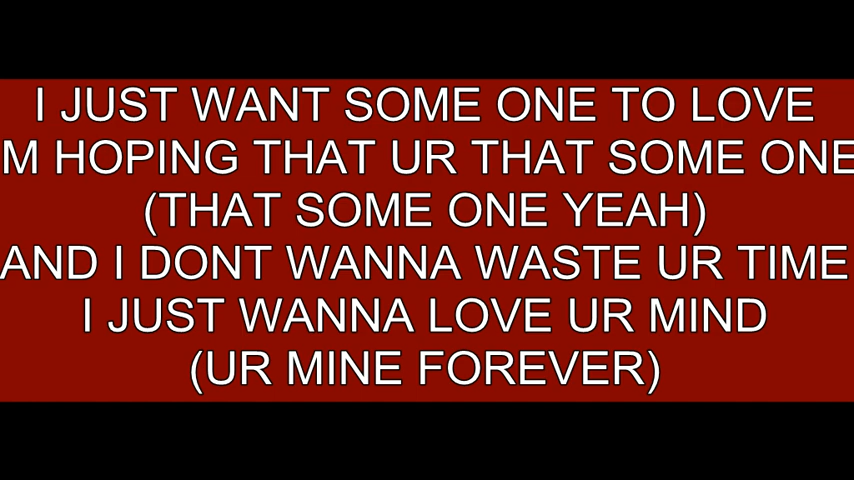 I JUST WANT SOME ONE TO LOVE
M HOPING THAT UR THAT SOME ONE
(THAT SOME ONE YEAH)
AND I DONT WANNA WASTE UR TIME
I JUST WANNA LOVE UR MIND
(UR MINE FOREVER)